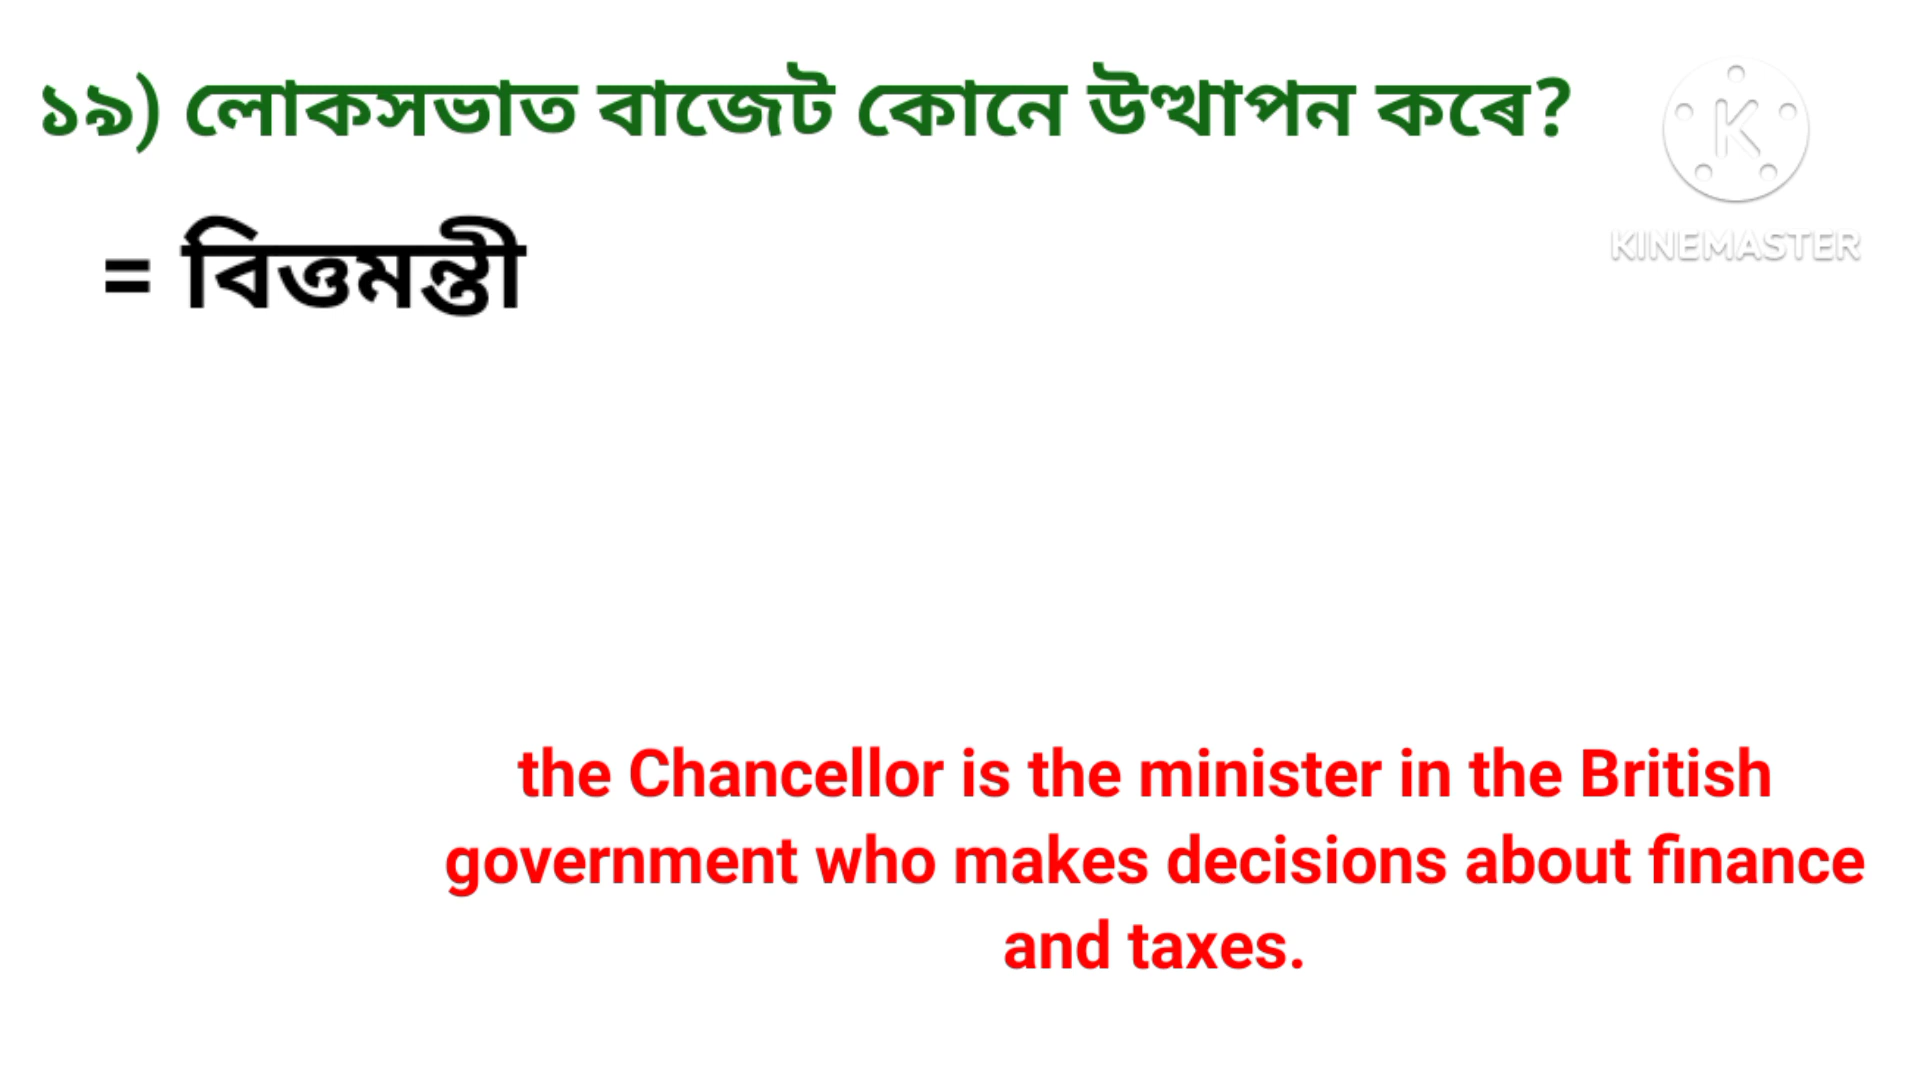 ১৯) লোকসভাত বাজেট কোনে উত্থাপন কৰে?
= বিত্তমন্তী
KINEMASTER
the Chancellor is the minister in the British
government who makes decisions about finance
and taxes.